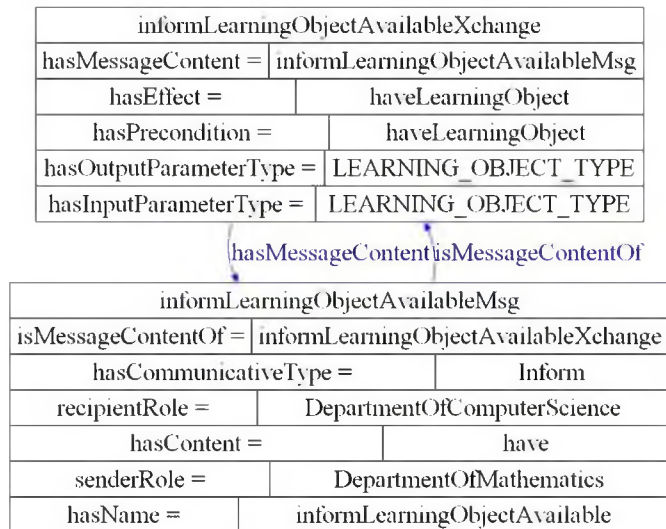 informLearningObjectAvailableXchange
hasMessageContent = informLearningObjectAvailableMsg
hasEffect = haveLearningObject
hasPrecondition = haveLearningObject
hasOutputParameterType = LEARNING_OBJECT_TYPE
hasInputParameterType = LEARNING_OBJECT_TYPE
hasMessageContent isMessageContentOf
informLearningObjectAvailableMsg
isMessageContentOf = informLearningObjectAvailableXchange
hasCommunicativeType = Inform
recipientRole = DepartmentOfComputerScience
hasContent = have
senderRole = DepartmentOfMathematics
hasName = informLearningObjectAvailable